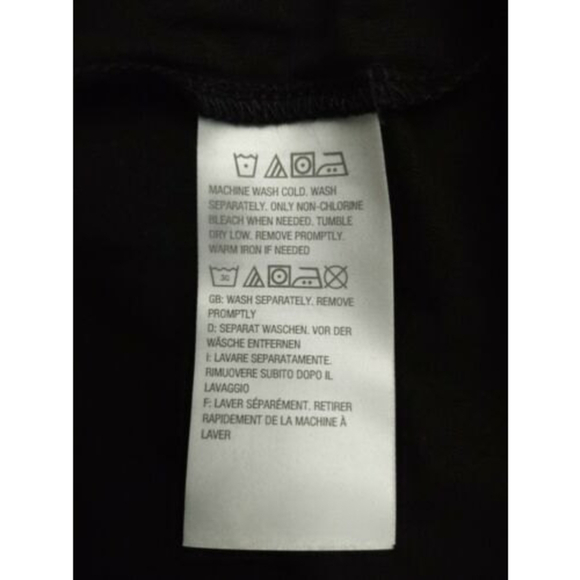 MACHINE WASH COLD. WASH
SEPARATELY. ONLY NON-CHLORINE
BLEACH WHEN NEEDED. TUMBLE
DRY LOW. REMOVE PROMPTLY.
WARM IRON IF NEEDED
30
GB: WASH SEPARATELY. REMOVE
PROMPTLY
D: SEPARAT WASCHEN. VOR DER
WÄSCHE ENTFERNEN
I: LAVARE SEPARATAMENTE.
RIMUOVERE SUBITO DOPO IL
LAVAGGIO
F: LAVER SÉPARÉMENT. RETIRER
RAPIDEMENT DE LA MACHINE À
LAVER